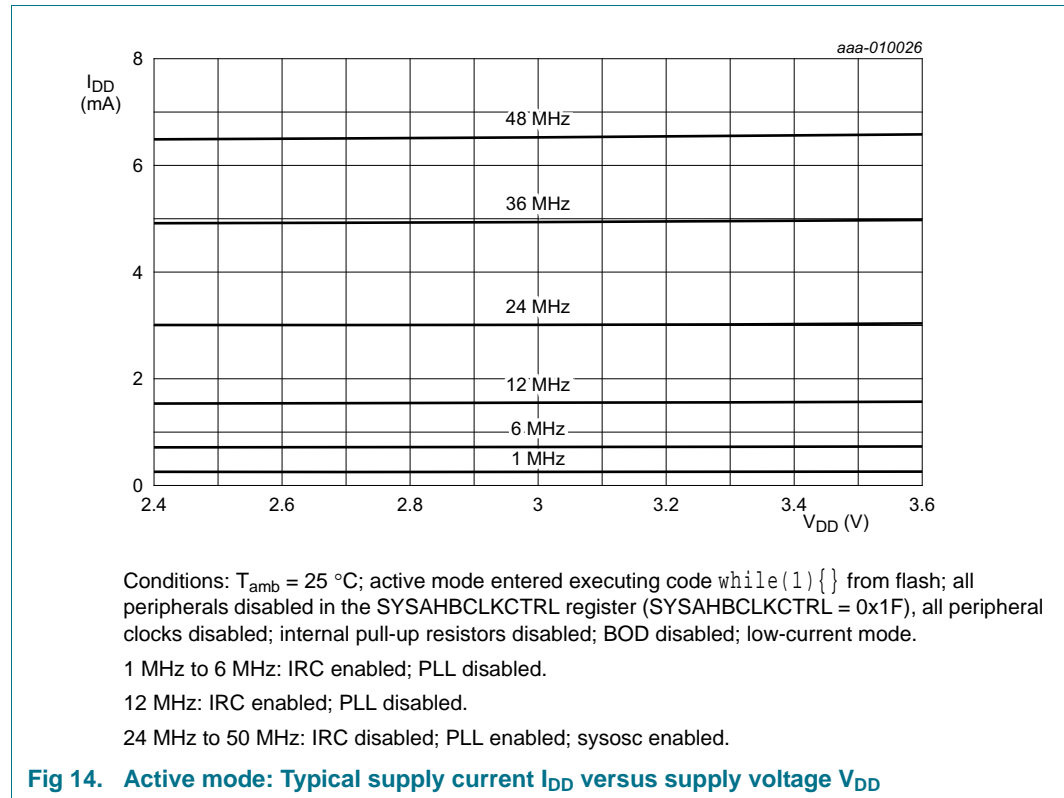 aaa-010026
8
I_DD
(mA)
48 MHz
6
36 MHz
4
24 MHz
2
12 MHz
6 MHz
1 MHz
0
2.4 2.6 2.8 3 3.2 3.4 3.6
V_DD (V)
Conditions: T_amb = 25 °C; active mode entered executing code while(1){} from flash; all
peripherals disabled in the SYSAHBCLKCTRL register (SYSAHBCLKCTRL = 0x1F), all peripheral
clocks disabled; internal pull-up resistors disabled; BOD disabled; low-current mode.
1 MHz to 6 MHz: IRC enabled; PLL disabled.
12 MHz: IRC enabled; PLL disabled.
24 MHz to 50 MHz: IRC disabled; PLL enabled; sysosc enabled.
Fig 14. Active mode: Typical supply current I_DD versus supply voltage V_DD